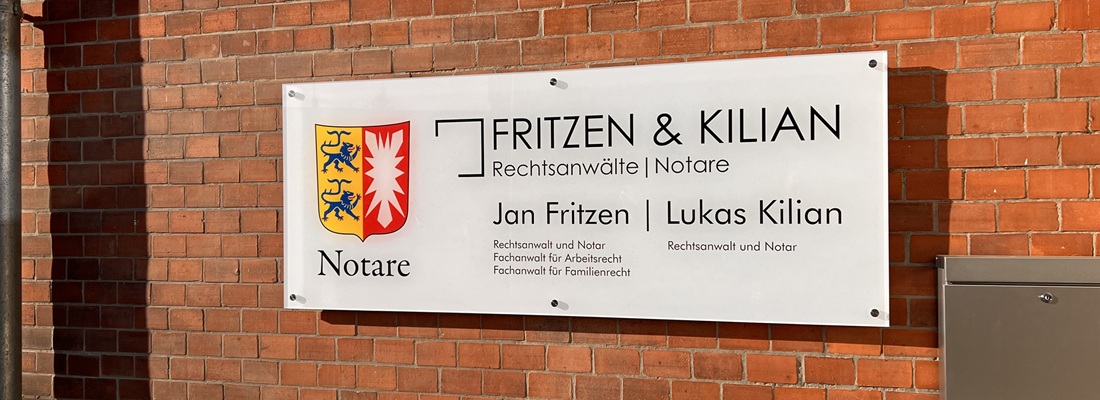 FRITZEN & KILIAN
Rechtsanwälte | Notare
Jan Fritzen | Lukas Kilian
Rechtsanwalt und Notar
Fachanwalt für Arbeitsrecht
Fachanwalt für Familienrecht
Rechtsanwalt und Notar
Notare